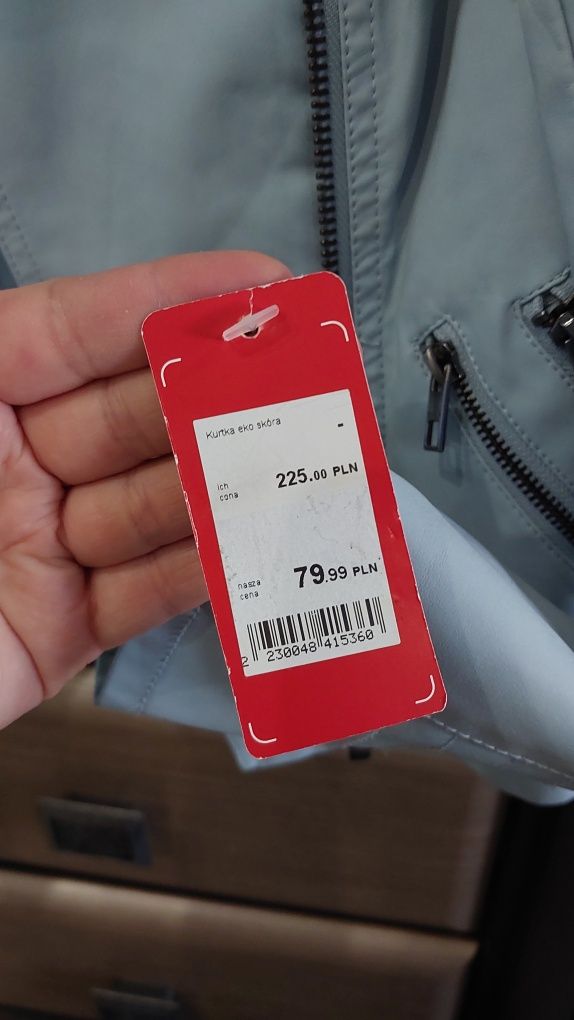 Kurtka eko skóra -
ich
cena 225.00 PLN
nasza
cena 79.99 PLN
2 230048 415360